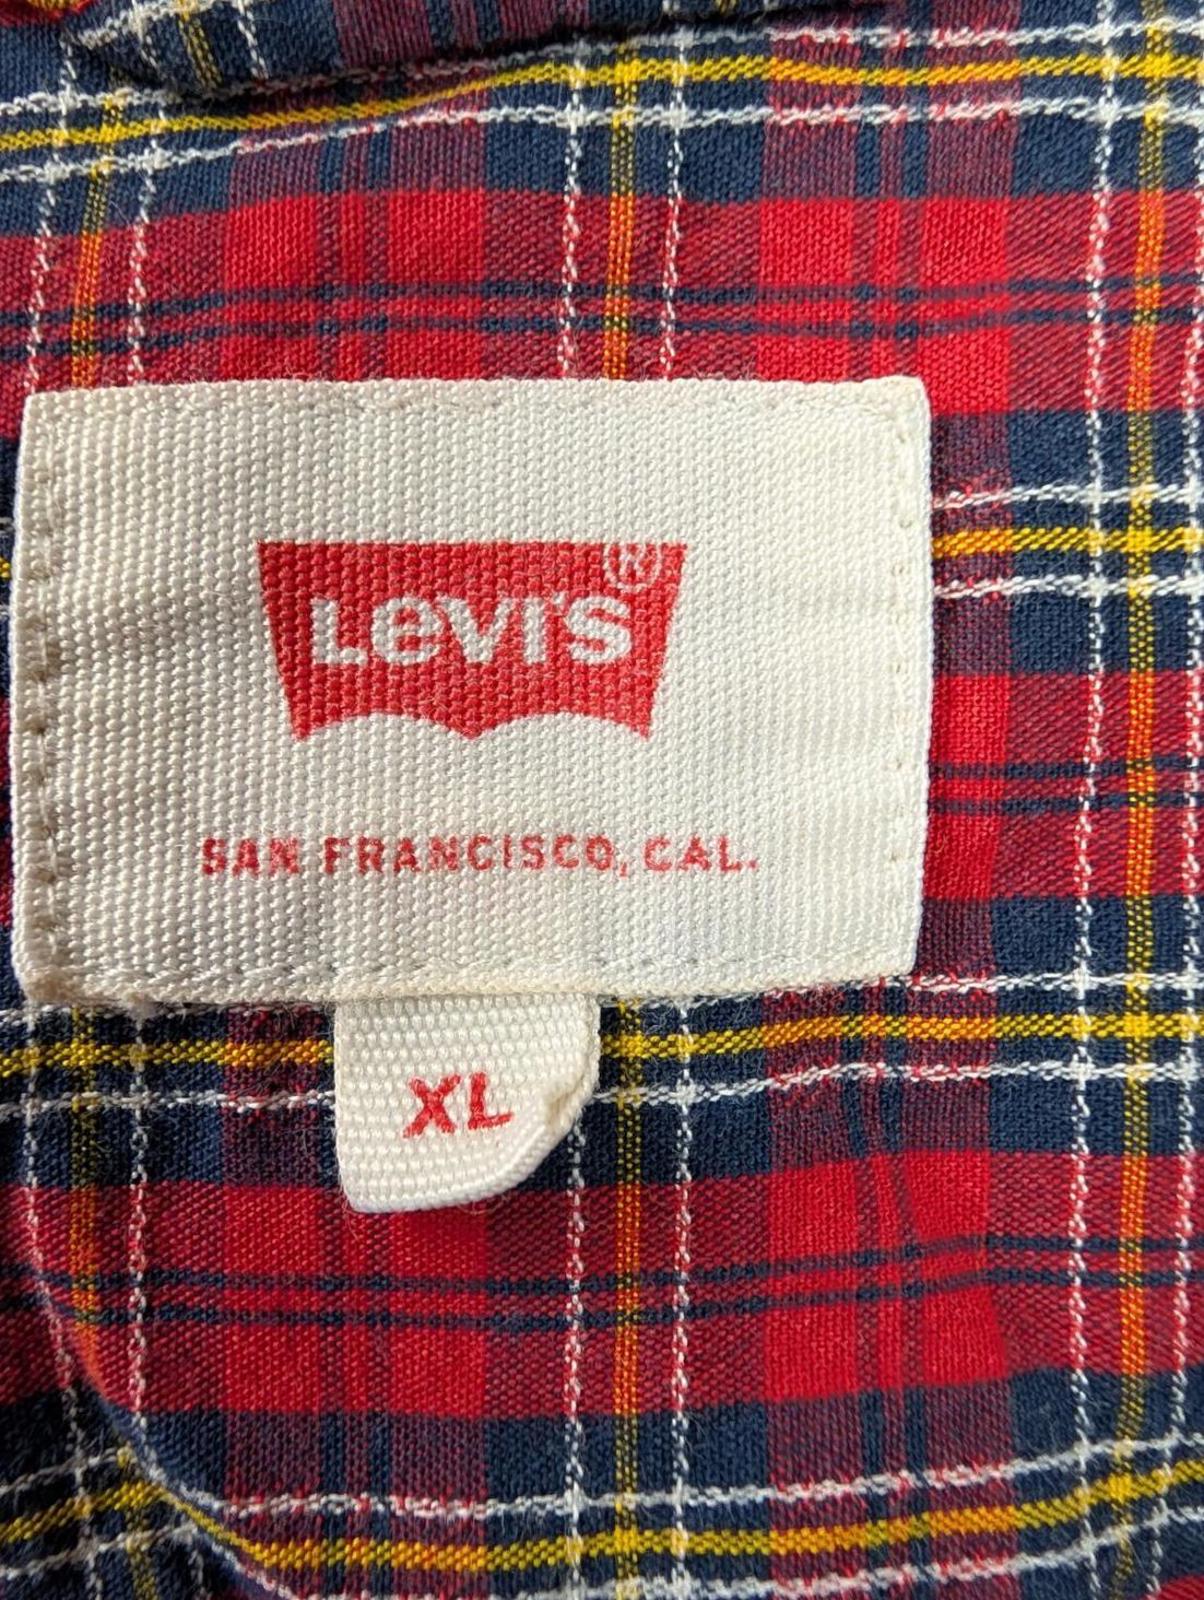 Levi's ®
SAN FRANCISCO, CAL.
XL